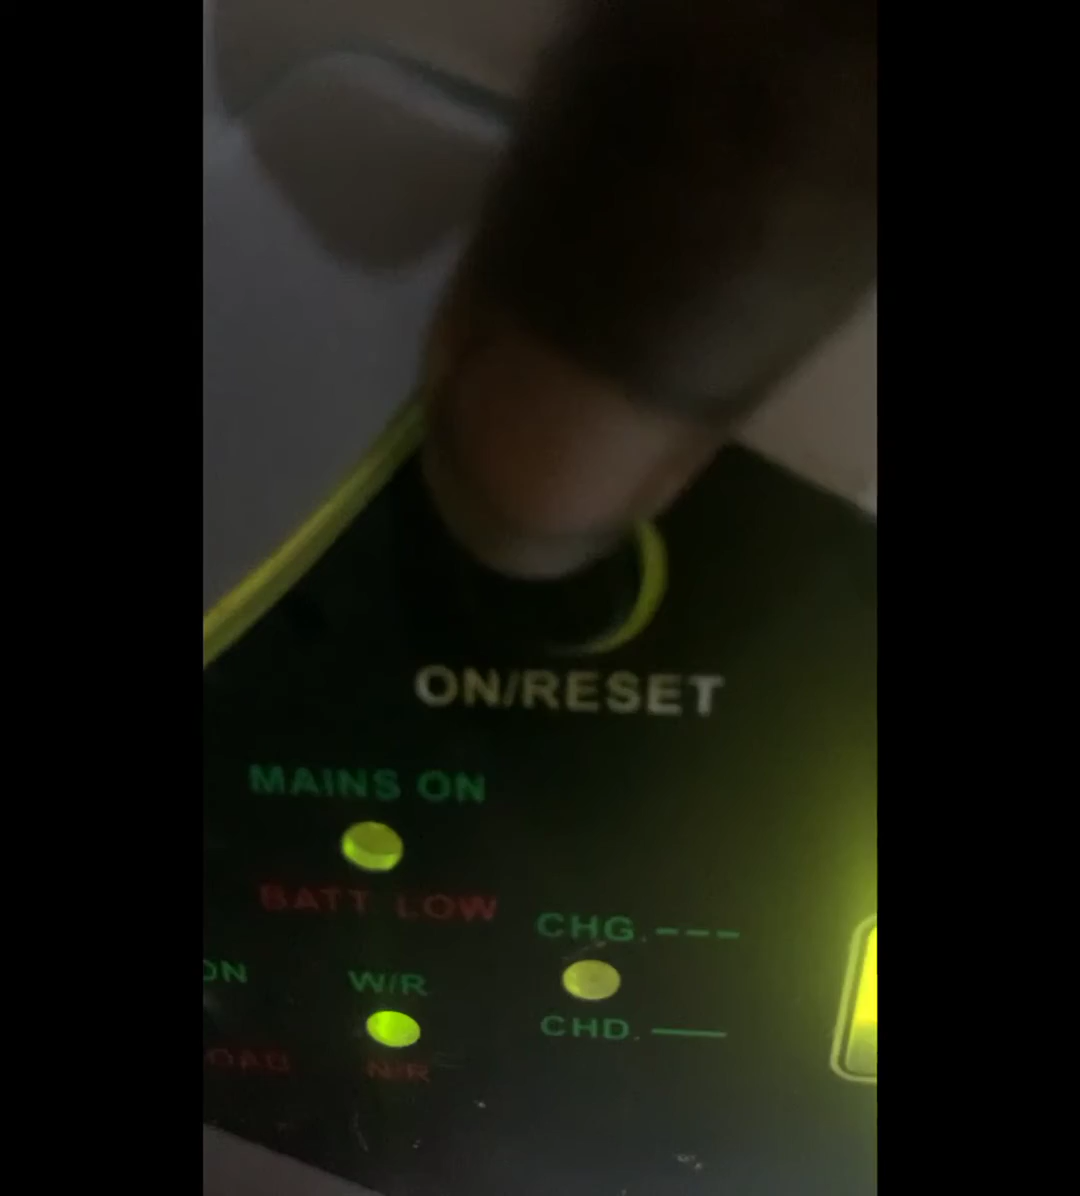 ON/RESET
MAINS ON
BATT LOW
CHG.---
ON W/R
CHD.—
N/R